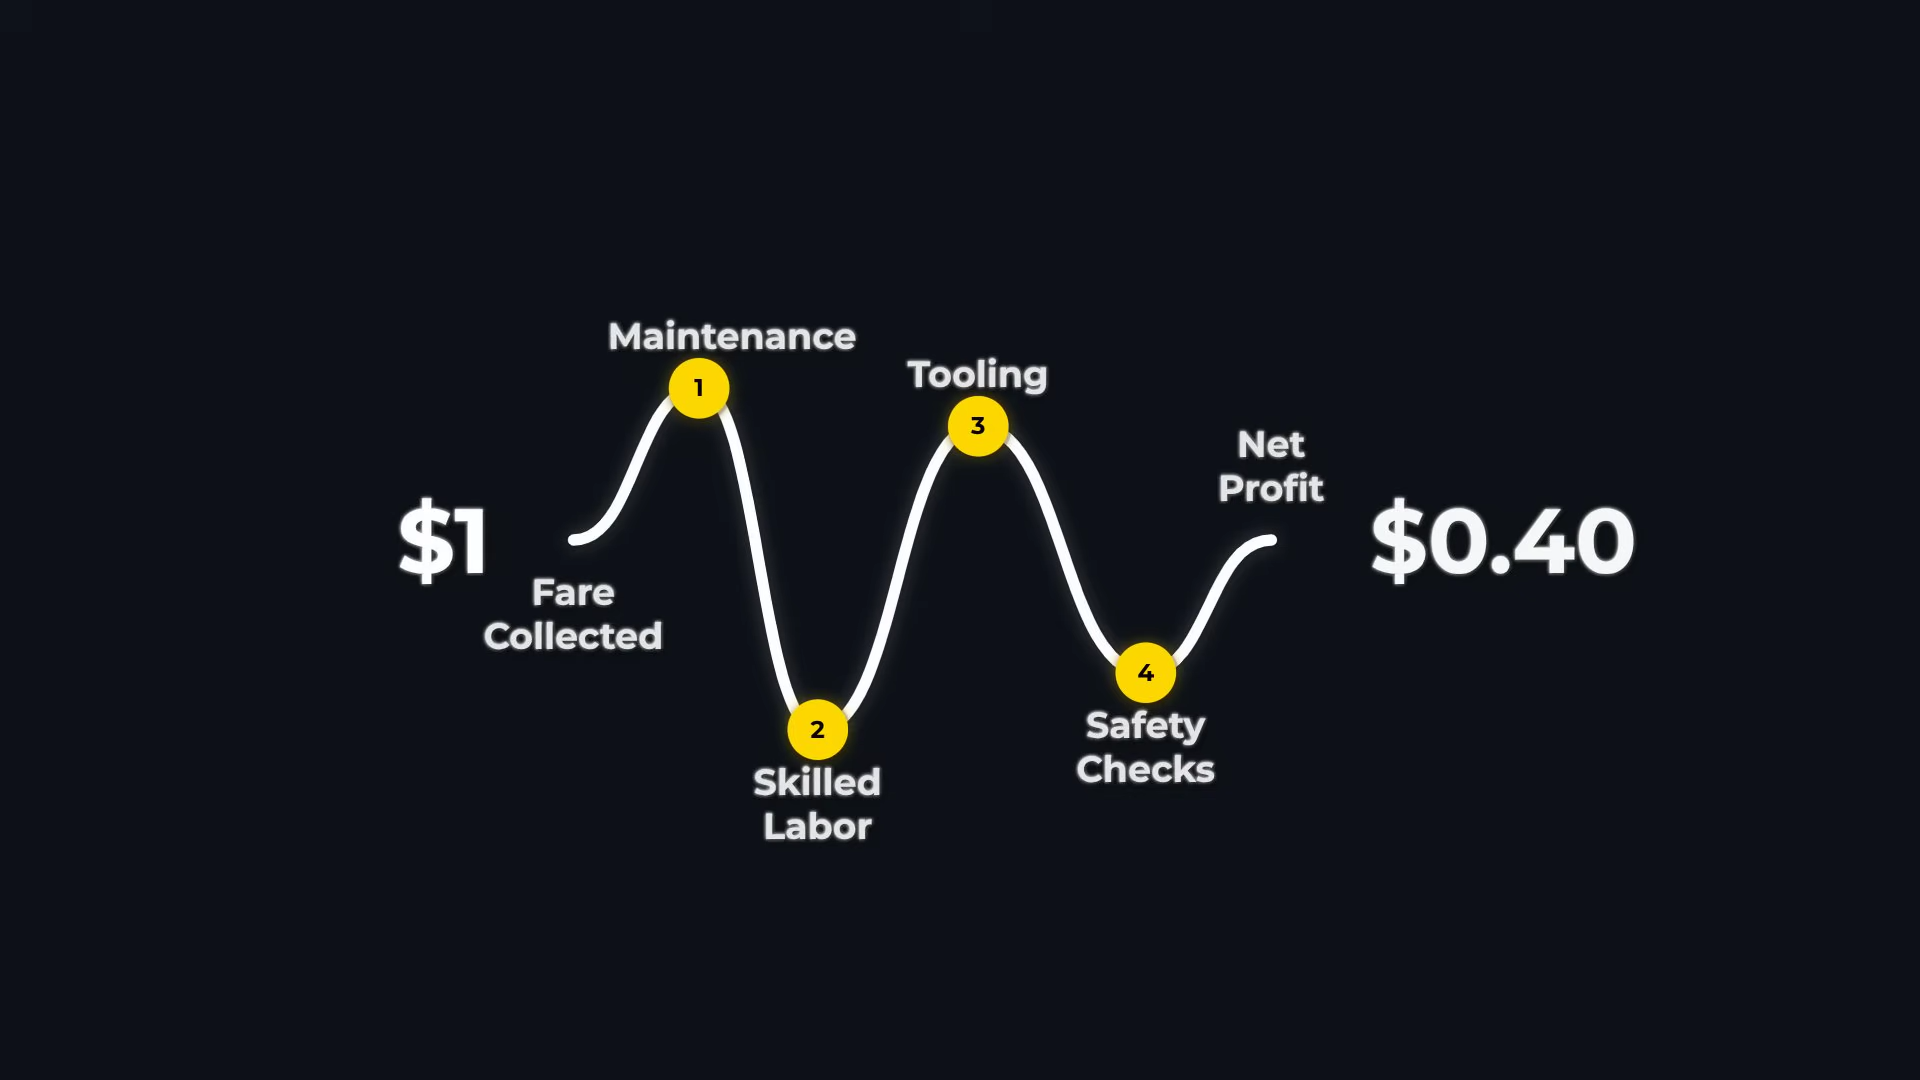 $1
Fare
Collected
Maintenance
1
2
Skilled
Labor
Tooling
3
4
Safety
Checks
Net
Profit
$0.40